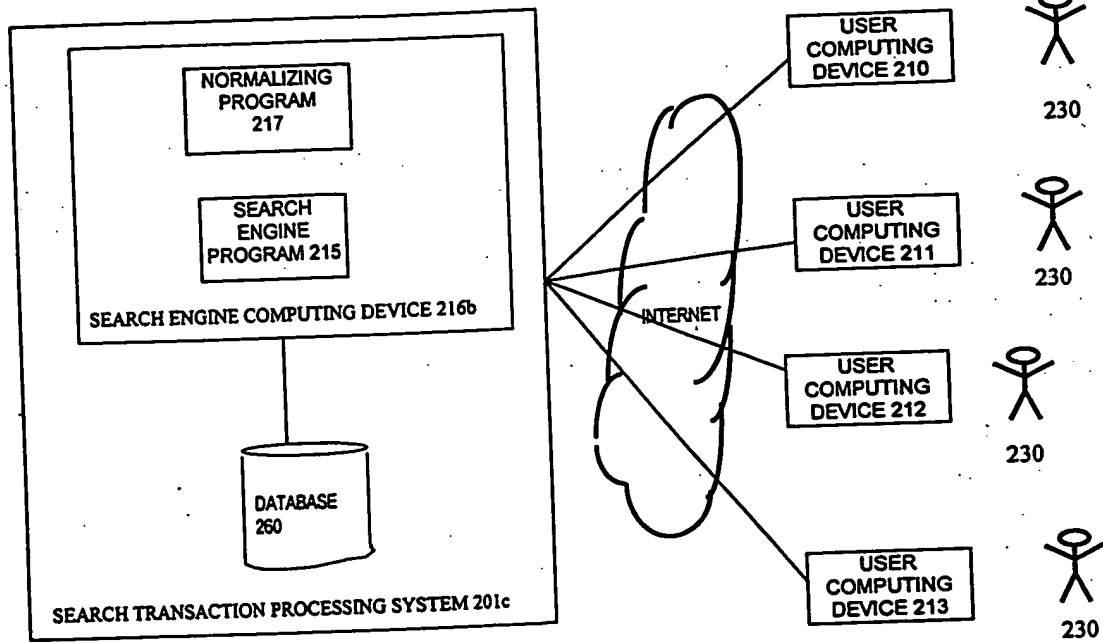 NORMALIZING
PROGRAM
217
SEARCH
ENGINE
PROGRAM 215
SEARCH ENGINE COMPUTING DEVICE 216b
DATABASE
260
SEARCH TRANSACTION PROCESSING SYSTEM 201c
INTERNET
USER
COMPUTING
DEVICE 210
230
USER
COMPUTING
DEVICE 211
230
USER
COMPUTING
DEVICE 212
230
USER
COMPUTING
DEVICE 213
230